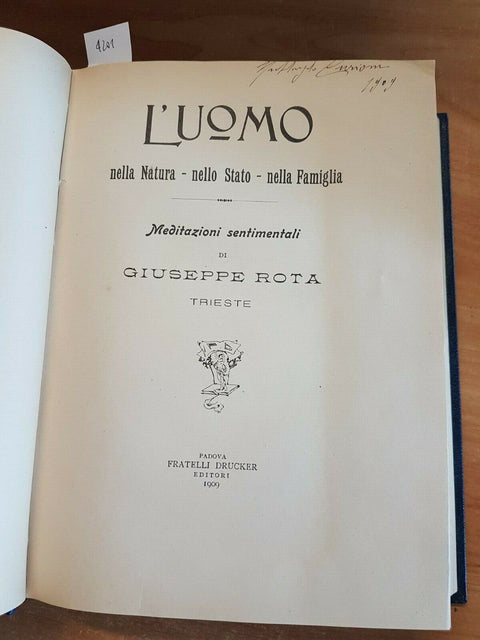 4201
1909
L'UOMO
nella Natura - nello Stato - nella Famiglia
Meditazioni sentimentali
DI
GIUSEPPE ROTA
TRIESTE
PADOVA
FRATELLI DRUCKER
EDITORI
1909